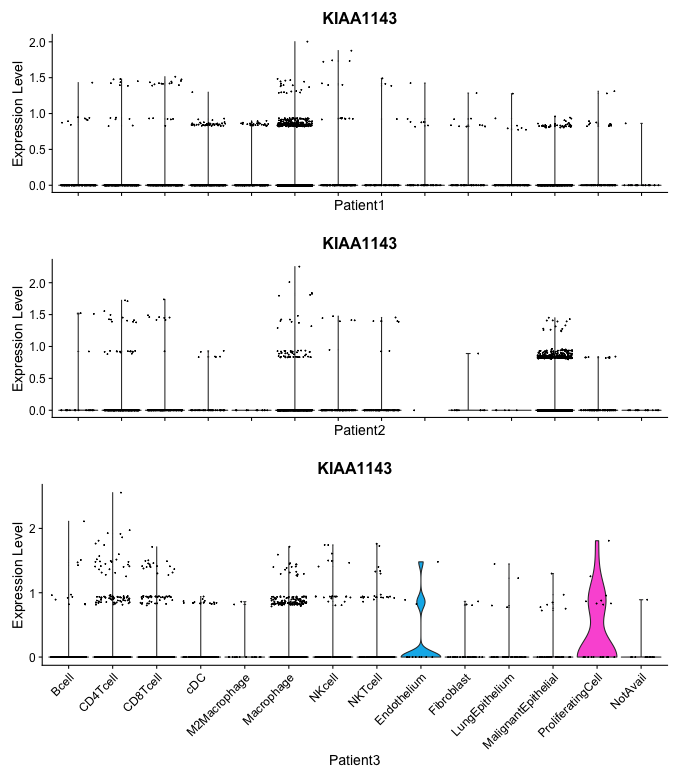 KIAA1143
Expression Level
2.0
1.5
1.0
0.5
0.0
Patient1
KIAA1143
Expression Level
2.0
1.5
1.0
0.5
0.0
Patient2
KIAA1143
Expression Level
2
1
0
Bcell
CD4Tcell
CD8Tcell
cDC
M2Macrophage
Macrophage
NKcell
NKTcell
Endothelium
Fibroblast
LungEpithelium
MalignantEpithelial
ProliferatingCell
NotAvail
Patient3